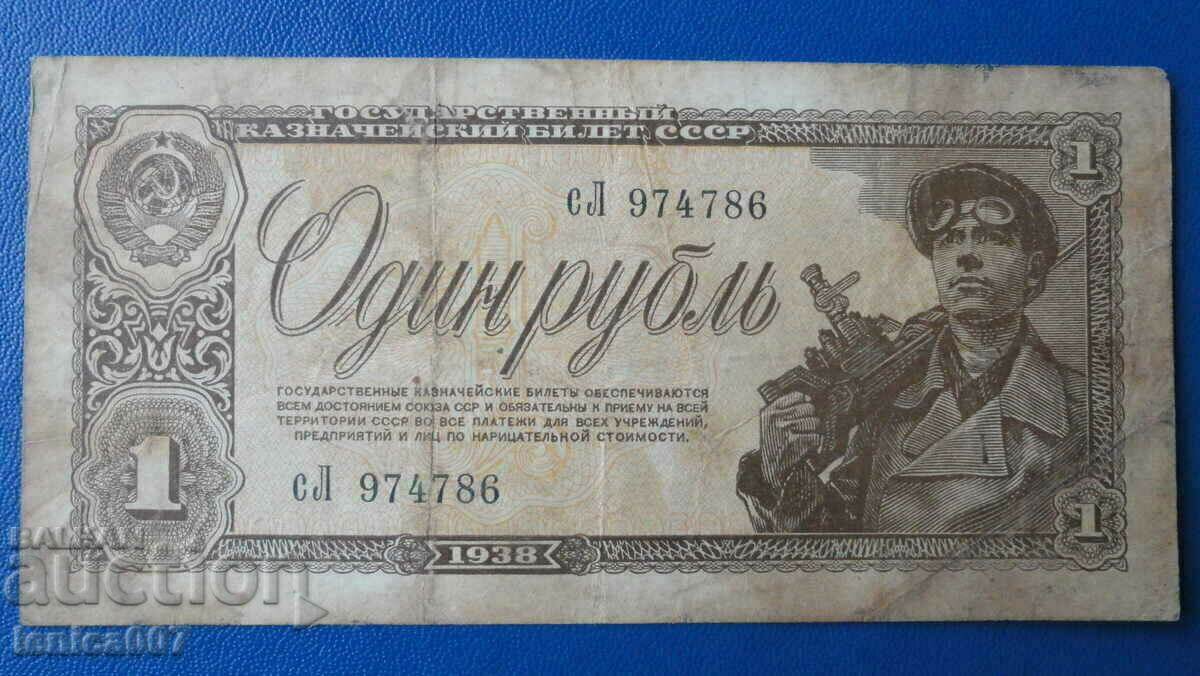 ГОСУДАРСТВЕННЫЙ
КАЗНАЧЕЙСКИЙ БИЛЕТ СССР
1
сЛ 974786
Один рубль
ГОСУДАРСТВЕННЫЕ КАЗНАЧЕЙСКИЕ БИЛЕТЫ ОБЕСПЕЧИВАЮТСЯ
ВСЕМ ДОСТОЯНИЕМ СОЮЗА ССР И ОБЯЗАТЕЛЬНЫ К ПРИЕМУ НА ВСЕЙ
ТЕРРИТОРИИ СССР ВО ВСЕ ПЛАТЕЖИ ДЛЯ ВСЕХ УЧРЕЖДЕНИЙ,
ПРЕДПРИЯТИЙ И ЛИЦ ПО НАРИЦАТЕЛЬНОЙ СТОИМОСТИ.
1
сЛ 974786
1
1938
BALKAN
auction
tenica007